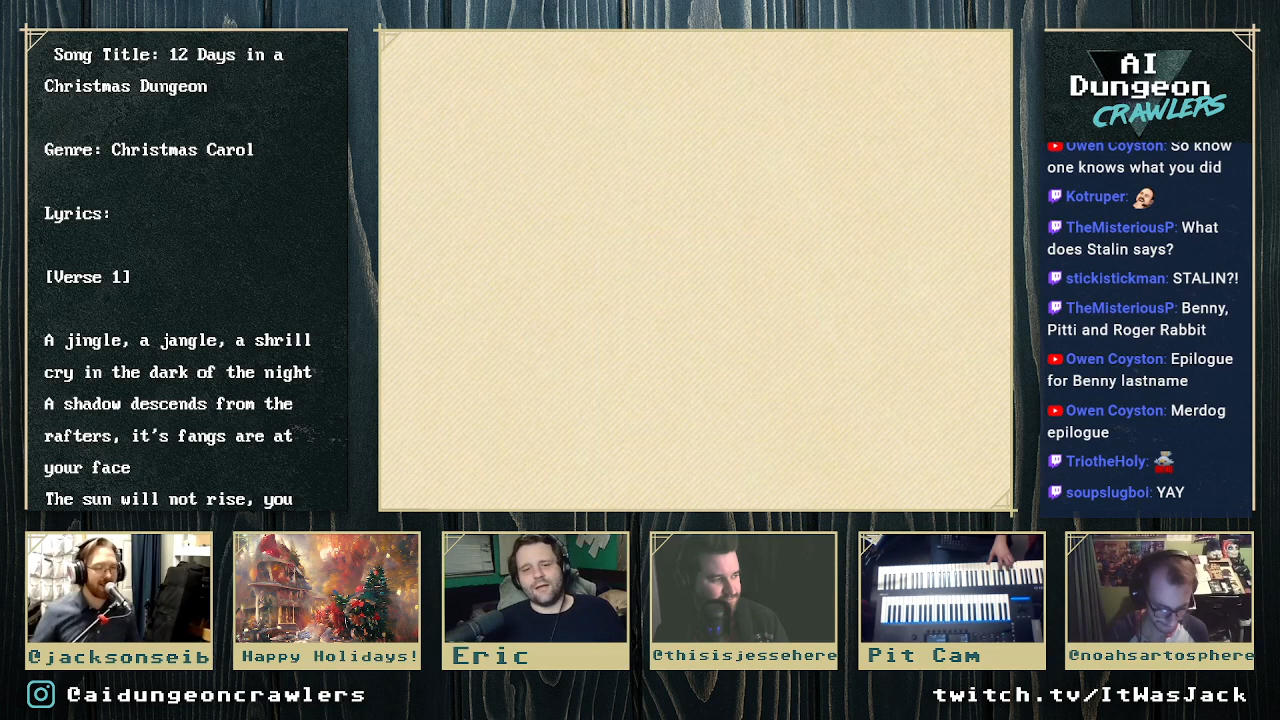 Song Title: 12 Days in a
Christmas Dungeon
Genre: Christmas Carol
Lyrics:
[Verse 1]
A jingle, a jangle, a shrill
cry in the dark of the night
A shadow descends from the
rafters, it's fangs are at
your face
The sun will not rise, you
AI
Dungeon
CRAWLERS
Owen Coyston: So know
one knows what you did
Kotruper:
TheMisteriousP: What
does Stalin says?
stickistickman: STALIN?!
TheMisteriousP: Benny,
Pitti and Roger Rabbit
Owen Coyston: Epilogue
for Benny lastname
Owen Coyston: Merdog
epilogue
TriotheHoly:
soupslugboi: YAY
@jacksonseib
Happy Holidays!
Eric
@thisisjessehere
Pit Cam
@noahsartosphere
@aidungeoncrawlers
twitch.tv/ItWasJack